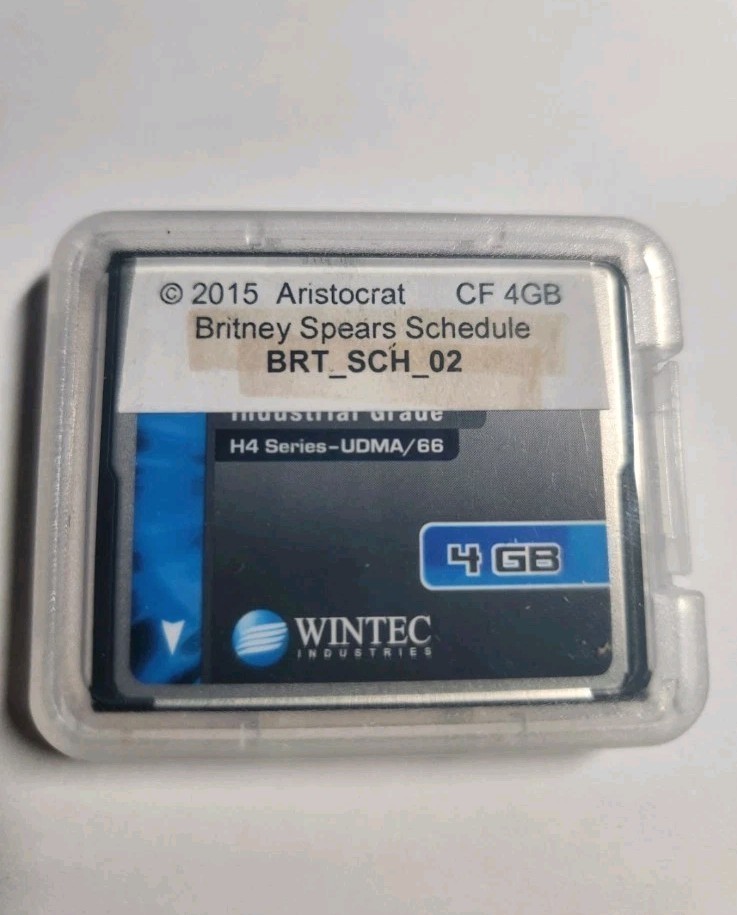 © 2015 Aristocrat CF 4GB
Britney Spears Schedule
BRT_SCH_02
Industrial Grade
H4 Series-UDMA/66
4 GB
WINTEC
INDUSTRIES